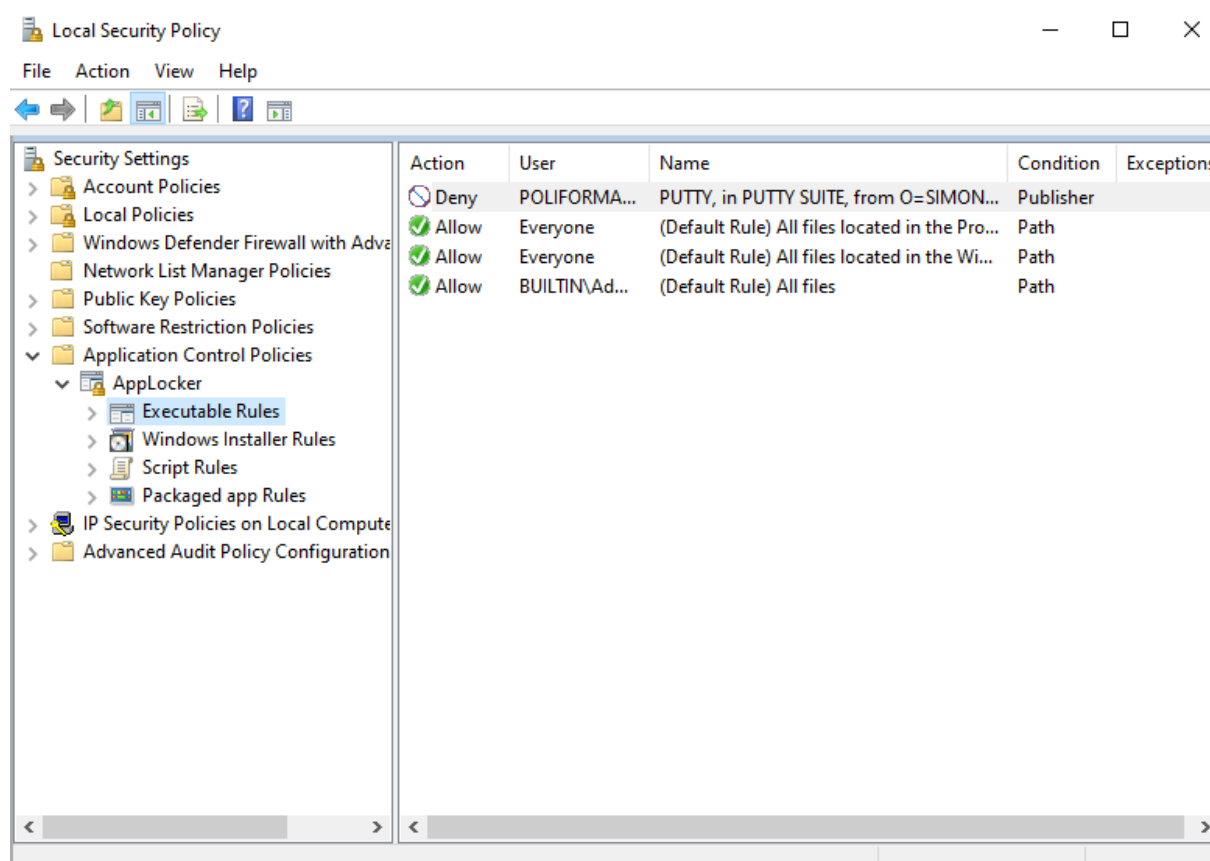 Local Security Policy
File Action View Help
Security Settings
Account Policies
Local Policies
Windows Defender Firewall with Adva
Network List Manager Policies
Public Key Policies
Software Restriction Policies
Application Control Policies
AppLocker
Executable Rules
Windows Installer Rules
Script Rules
Packaged app Rules
IP Security Policies on Local Compute
Advanced Audit Policy Configuration
Action User Name Condition Exceptions
Deny POLIFORMA... PUTTY, in PUTTY SUITE, from O=SIMON... Publisher
Allow Everyone (Default Rule) All files located in the Pro... Path
Allow Everyone (Default Rule) All files located in the Wi... Path
Allow BUILTIN\Ad... (Default Rule) All files Path